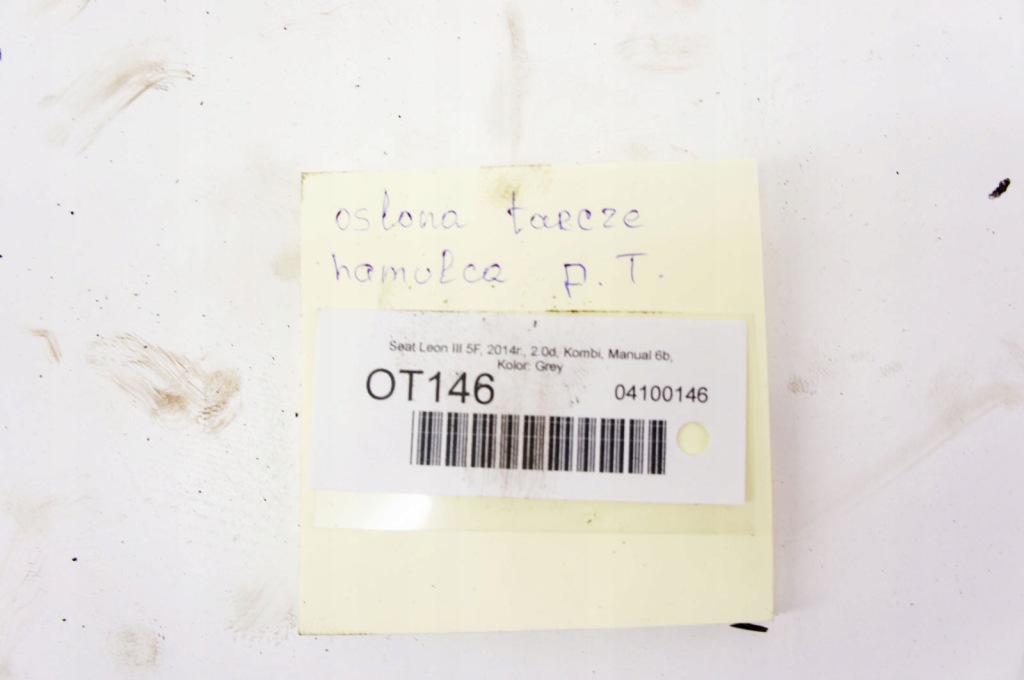 osłona tarcze
hamulca p. T.
Seat Leon III 5F, 2014r., 2.0d, Kombi, Manual 6b,
Kolor: Grey
OT146 04100146